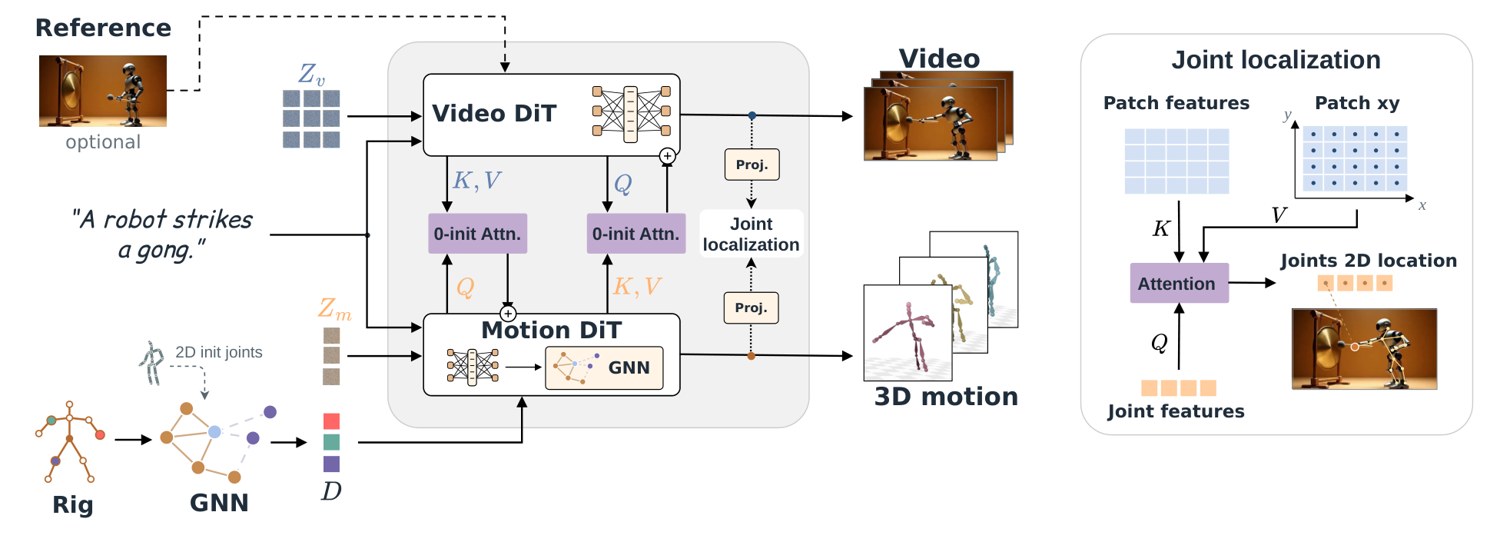 Reference
optional
Z_v
"A robot strikes
a gong."
Z_m
2D init joints
Rig
GNN
D
Video DiT
K, V
Q
0-init Attn.
0-init Attn.
Q
K, V
Motion DiT
GNN
Proj.
Joint
localization
Proj.
Video
3D motion
Joint localization
Patch features
Patch xy
y
x
K
V
Attention
Joints 2D location
Q
Joint features